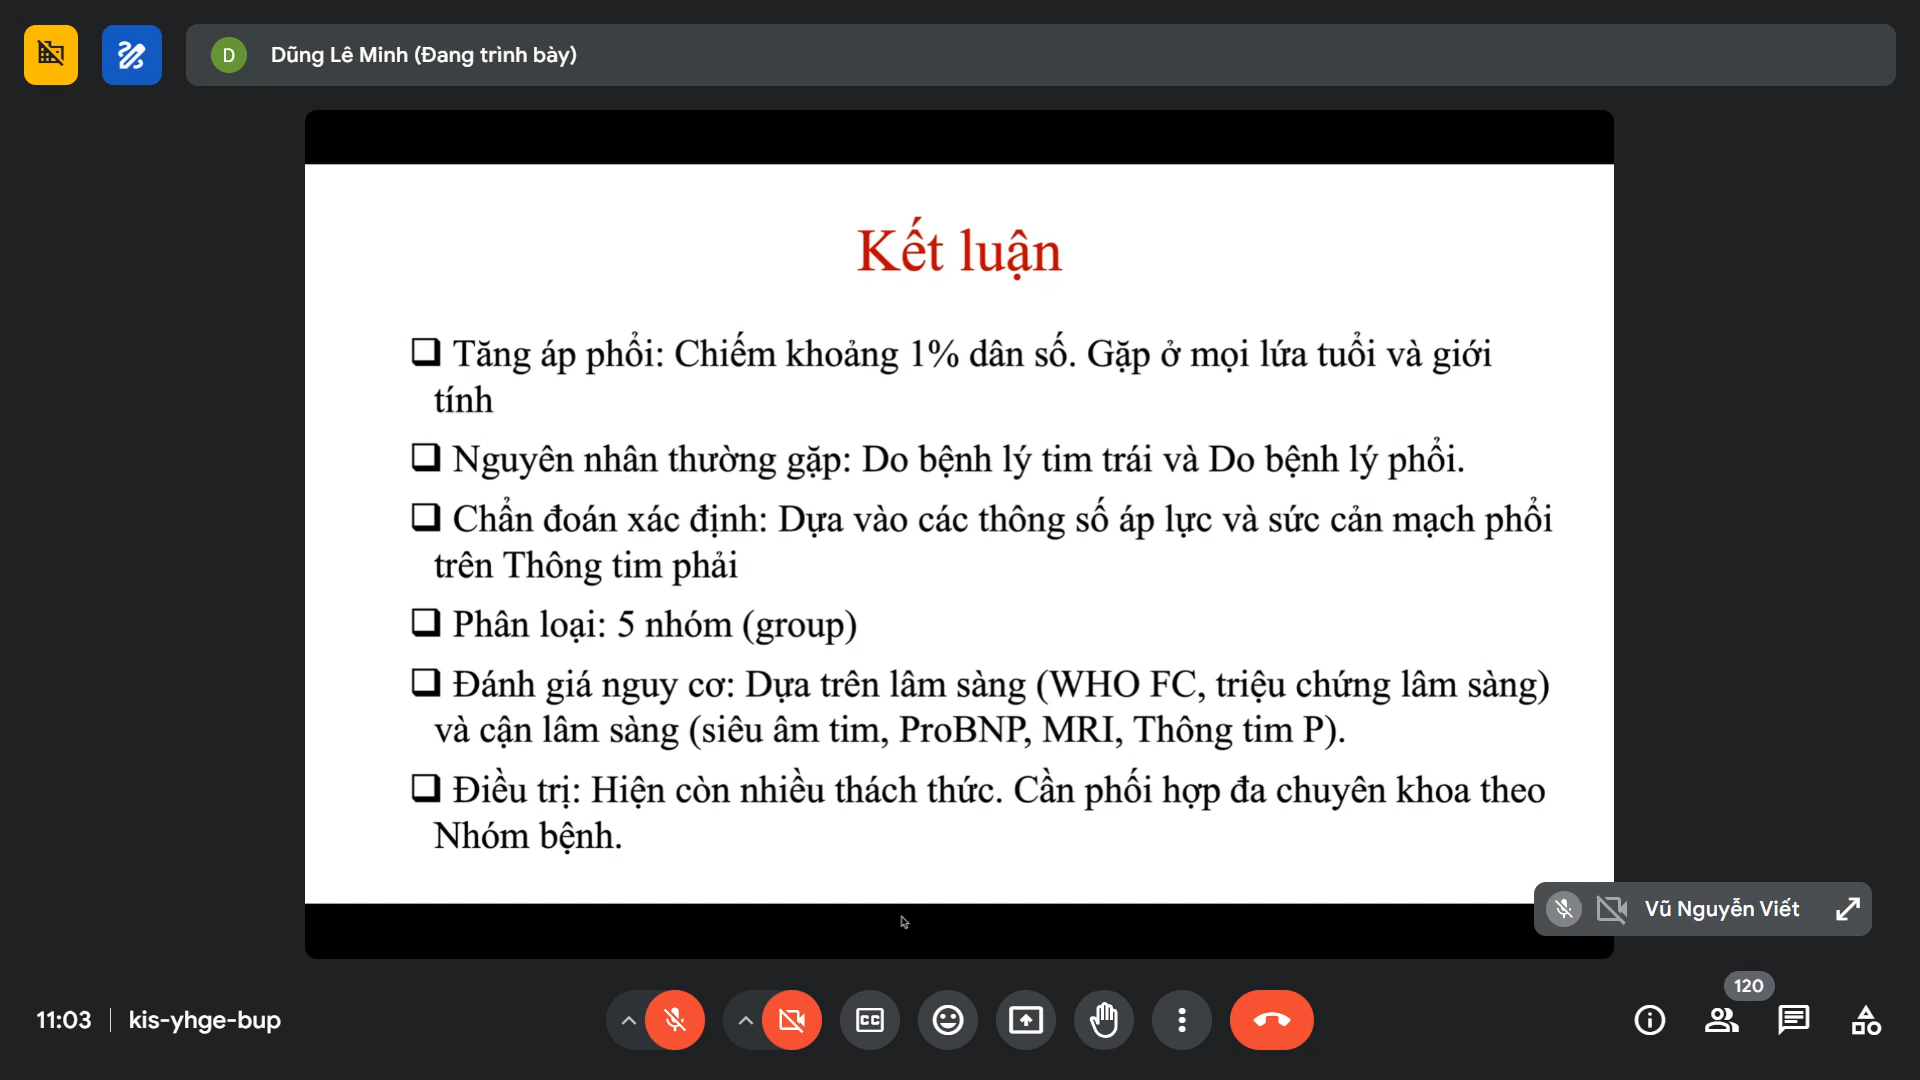 D Dũng Lê Minh (Đang trình bày)
Kết luận
❑ Tăng áp phổi: Chiếm khoảng 1% dân số. Gặp ở mọi lứa tuổi và giới
tính
❑ Nguyên nhân thường gặp: Do bệnh lý tim trái và Do bệnh lý phổi.
❑ Chẩn đoán xác định: Dựa vào các thông số áp lực và sức cản mạch phổi
trên Thông tim phải
❑ Phân loại: 5 nhóm (group)
❑ Đánh giá nguy cơ: Dựa trên lâm sàng (WHO FC, triệu chứng lâm sàng)
và cận lâm sàng (siêu âm tim, ProBNP, MRI, Thông tim P).
❑ Điều trị: Hiện còn nhiều thách thức. Cần phối hợp đa chuyên khoa theo
Nhóm bệnh.
Vũ Nguyễn Viết
120
11:03 | kis-yhge-bup
CC